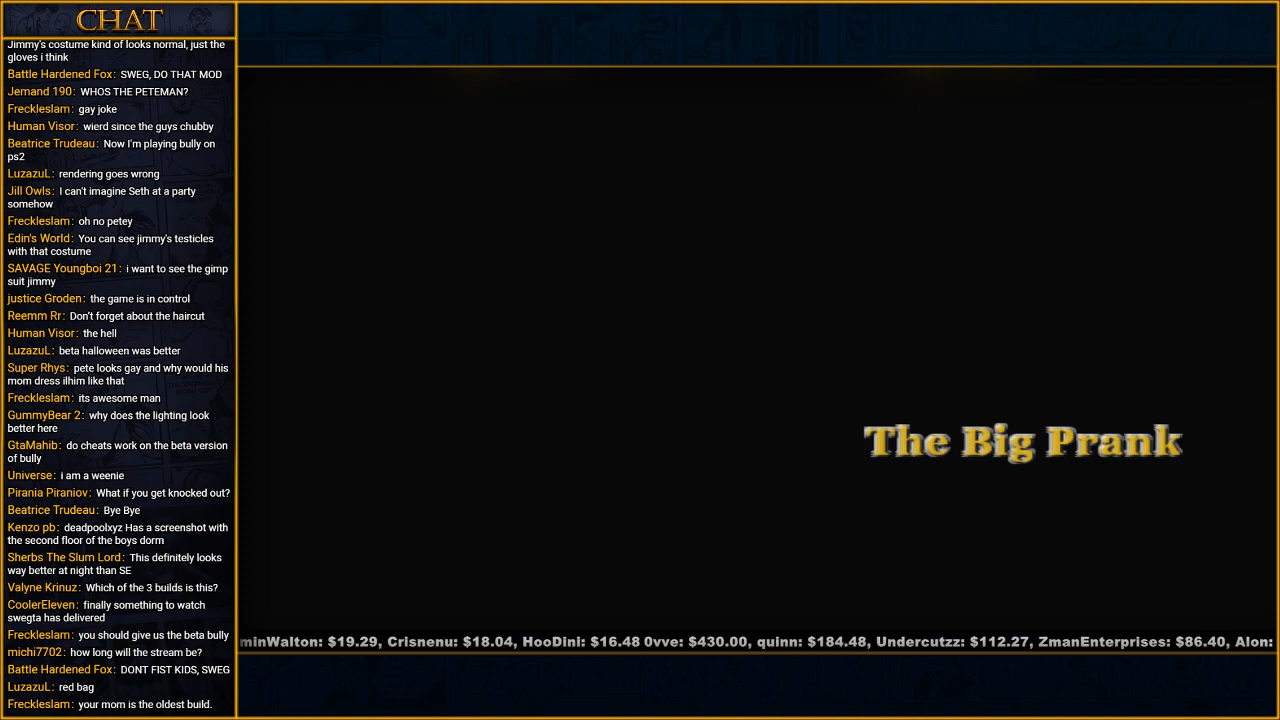 CHAT
Jimmy's costume kind of looks normal, just the
gloves i think
Battle Hardened Fox: SWEG, DO THAT MOD
Jemand 190: WHOS THE PETEMAN?
Freckleslam: gay joke
Human Visor: wierd since the guys chubby
Beatrice Trudeau: Now I'm playing bully on
ps2
LuzazuL: rendering goes wrong
Jill Owls: I can't imagine Seth at a party
somehow
Freckleslam: oh no petey
Edin's World: You can see jimmy's testicles
with that costume
SAVAGE Youngboi 21: i want to see the gimp
suit jimmy
justice Groden: the game is in control
Reemm Rr: Don't forget about the haircut
Human Visor: the hell
LuzazuL: beta halloween was better
Super Rhys: pete looks gay and why would his
mom dress ilhim like that
Freckleslam: its awesome man
GummyBear 2: why does the lighting look
better here
GtaMahib: do cheats work on the beta version
of bully
Universe: i am a weenie
Pirania Piraniov: What if you get knocked out?
Beatrice Trudeau: Bye Bye
Kenzo pb: deadpoolxyz Has a screenshot with
the second floor of the boys dorm
Sherbs The Slum Lord: This definitely looks
way better at night than SE
Valyne Krinuz: Which of the 3 builds is this?
CoolerEleven: finally something to watch
swegta has delivered
Freckleslam: you should give us the beta bully
michi7702: how long will the stream be?
Battle Hardened Fox: DONT FIST KIDS, SWEG
LuzazuL: red bag
Freckleslam: your mom is the oldest build.
The Big Prank
minWalton: $19.29, Crisnenu: $18.04, HooDini: $16.48 0vve: $430.00, quinn: $184.48, Undercutzz: $112.27, ZmanEnterprises: $86.40, Alon: